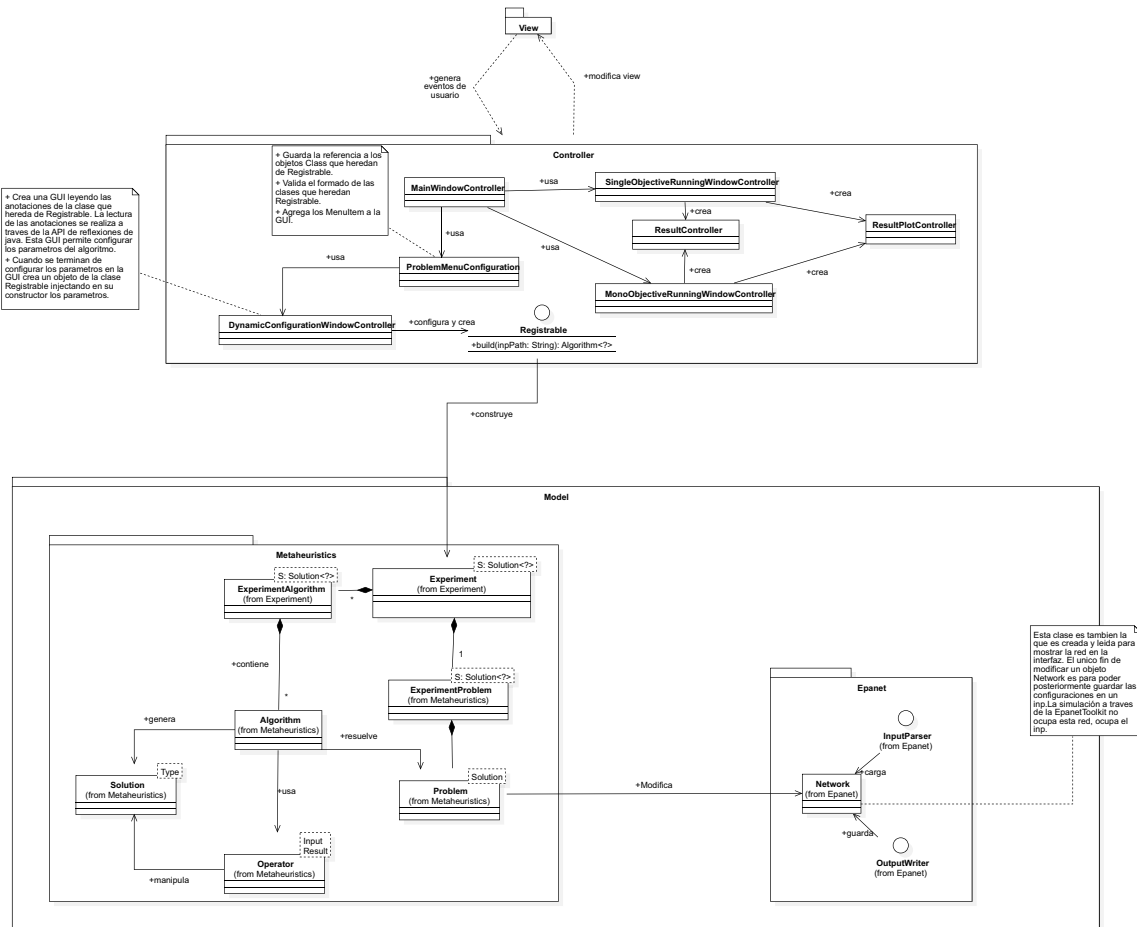 View
+genera
eventos de
usuario
+modifica view
Controller
+ Guarda la referencia a los
objetos Class que heredan
de Registrable.
+ Valida el formado de las
clases que heredan
Registrable.
+ Agrega los MenuItem a la
GUI.
+ Crea una GUI leyendo las
anotaciones de la clase que
hereda de Registrable. La lectura
de las anotaciones se realiza a
traves de la API de reflexiones de
java. Esta GUI permite configurar
los parametros del algoritmo.
+ Cuando se terminan de
configurar los parametros en la
GUI crea un objeto de la clase
Registrable injectando en su
constructor los parametros.
MainWindowController
+usa
SingleObjectiveRunningWindowController
+crea
+crea
ResultController
ResultPlotController
+usa
+usa
+crea
+crea
MonoObjectiveRunningWindowController
+usa
ProblemMenuConfiguration
DynamicConfigurationWindowController
+configura y crea
Registrable
+build(inpPath: String): Algorithm<?>
+construye
Model
Metaheuristics
S: Solution<?>
ExperimentAlgorithm
(from Experiment)
*
S: Solution<?>
Experiment
(from Experiment)
+contiene
*
1
S: Solution<?>
ExperimentProblem
(from Metaheuristics)
Algorithm
(from Metaheuristics)
+genera
+resuelve
Type
Solution
(from Metaheuristics)
+usa
Solution
Problem
(from Metaheuristics)
+Modifica
Input
Result
Operator
(from Metaheuristics)
+manipula
Epanet
InputParser
(from Epanet)
+carga
Network
(from Epanet)
+guarda
OutputWriter
(from Epanet)
Esta clase es tambien la
que es creada y leida para
mostrar la red en la
interfaz. El unico fin de
modificar un objeto
Network es para poder
posteriormente guardar las
configuraciones en un
inp.La simulación a traves
de la EpanetToolkit no
ocupa esta red, ocupa el
inp.